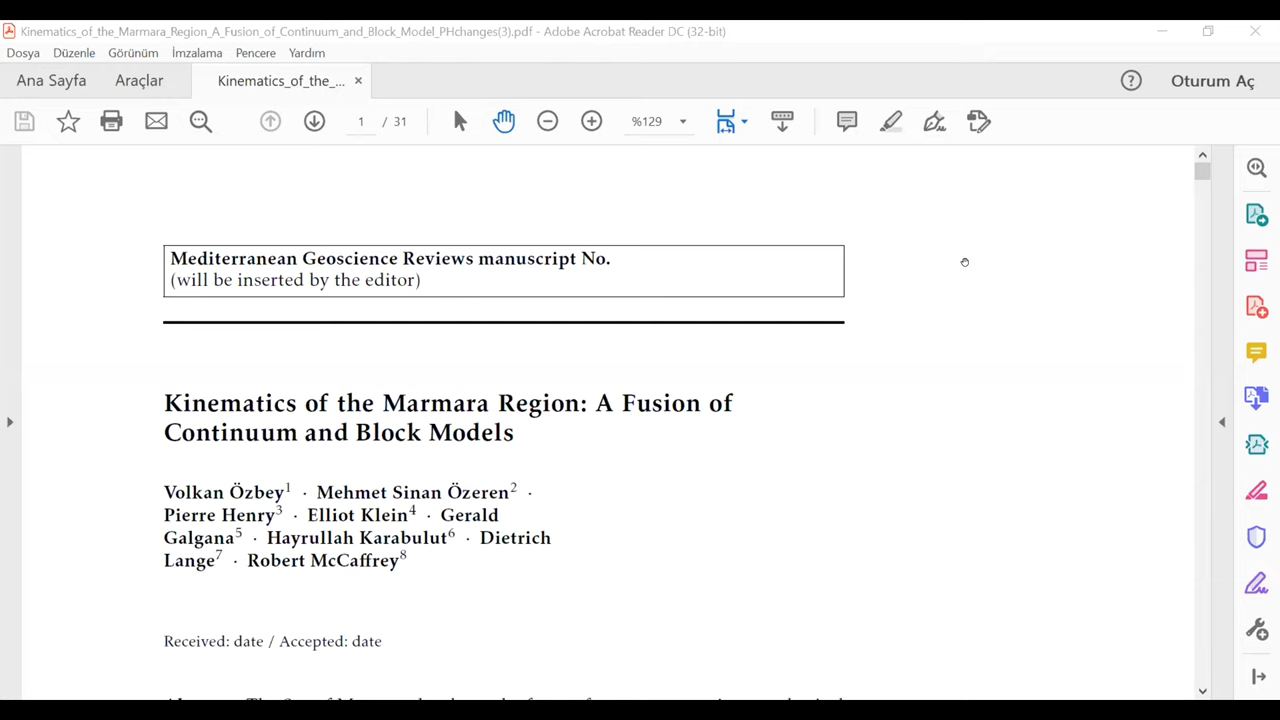 Kinematics_of_the_Marmara_Region_A_Fusion_of_Continuum_and_Block_Model_PHchanges(3).pdf - Adobe Acrobat Reader DC (32-bit)
Dosya Düzenle Görünüm İmzalama Pencere Yardım
Ana Sayfa Araçlar Kinematics_of_the_... × ? Oturum Aç
1 / 31 %129
Mediterranean Geoscience Reviews manuscript No.
(will be inserted by the editor)
Kinematics of the Marmara Region: A Fusion of
Continuum and Block Models
Volkan Özbey1 · Mehmet Sinan Özeren2 ·
Pierre Henry3 · Elliot Klein4 · Gerald
Galgana5 · Hayrullah Karabulut6 · Dietrich
Lange7 · Robert McCaffrey8
Received: date / Accepted: date